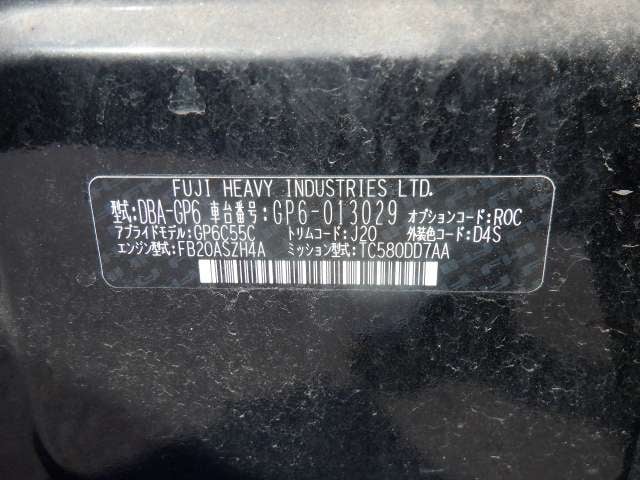 FUJI HEAVY INDUSTRIES LTD.
型式:DBA-GP6 車台番号:GP6-013029 オプションコード:ROC
アプライドモデル:GP6C55C トリムコード:J20 外装色コード:D4S
エンジン型式:FB20ASZH4A ミッション型式:TC580DD7AA